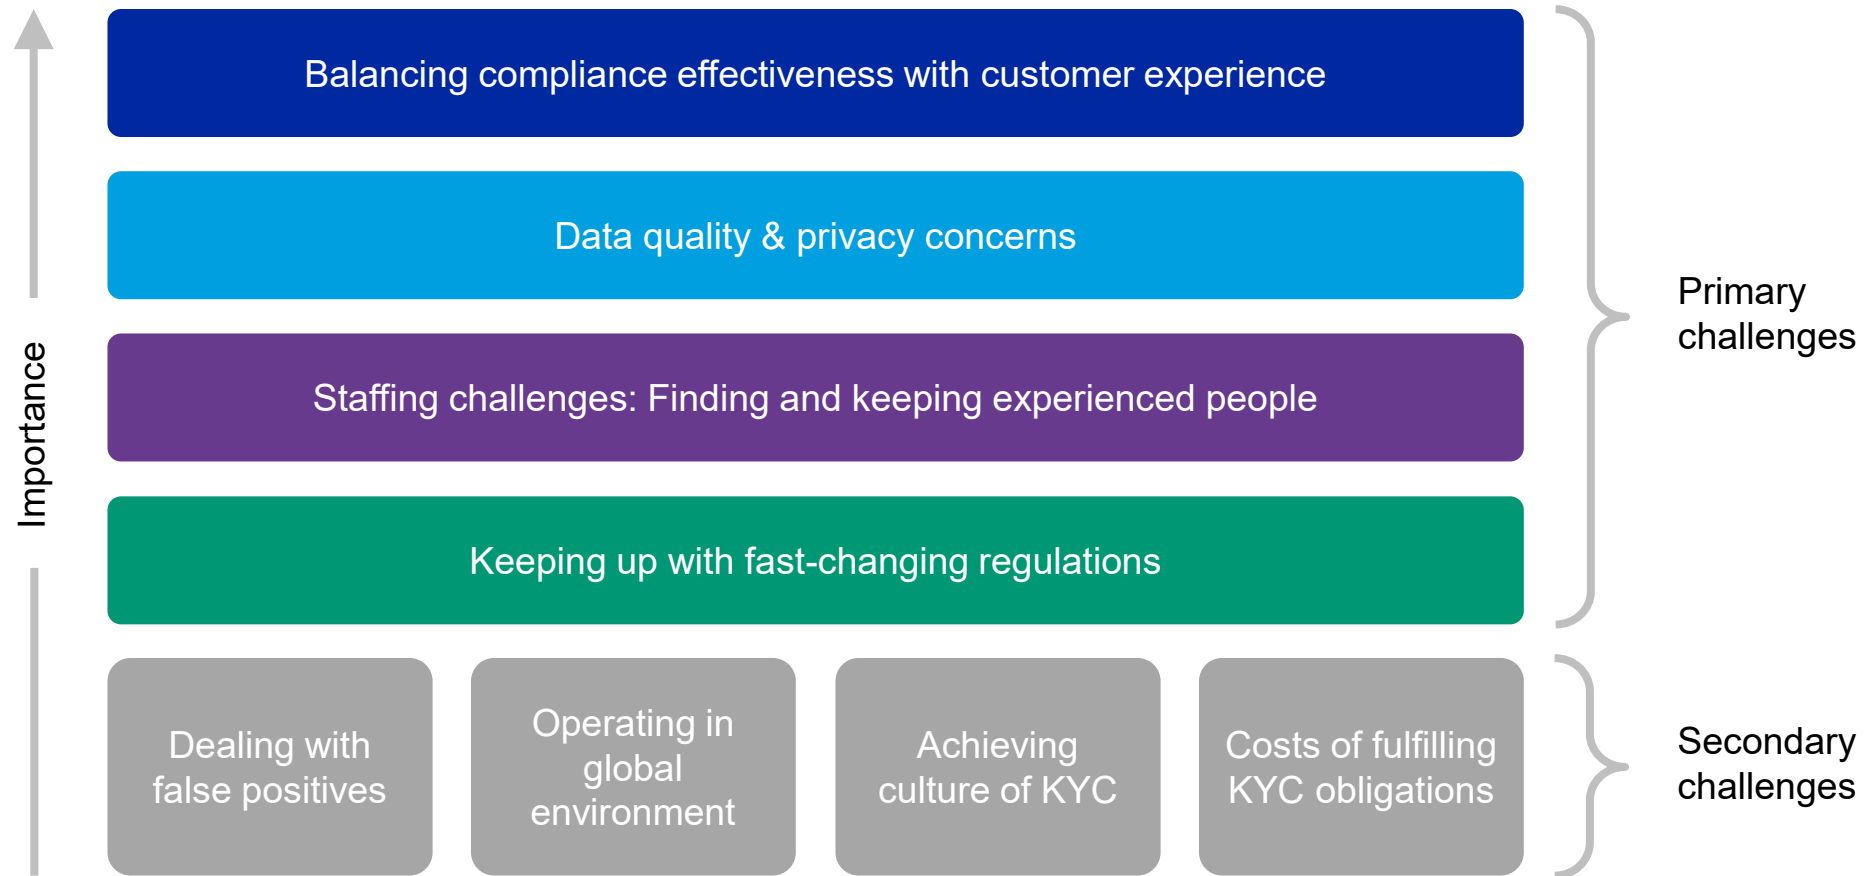 Balancing compliance effectiveness with customer experience
Data quality & privacy concerns
Staffing challenges: Finding and keeping experienced people
Keeping up with fast-changing regulations
Dealing with
false positives
Operating in
global
environment
Achieving
culture of KYC
Costs of fulfilling
KYC obligations
Importance
Primary
challenges
Secondary
challenges